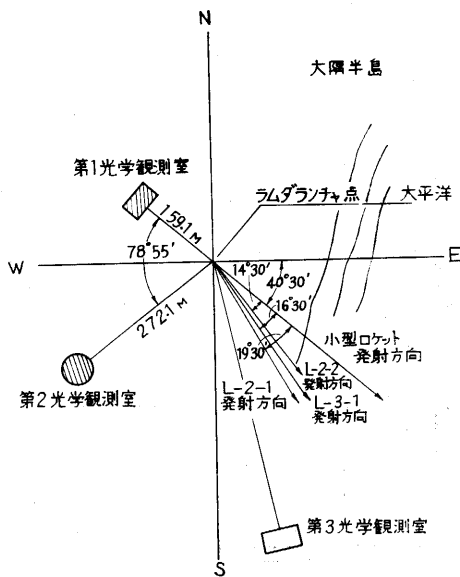 N
大隅半島
第1光学観測室
ラムダランチャ点
大平洋
159.1M
78°55′
W
E
14°30′
40°30′
16°30′
272.1M
19°30′
小型ロケット
発射方向
L-2-2
発射方向
第2光学観測室
L-2-1
発射方向
L-3-1
発射方向
第3光学観測室
S